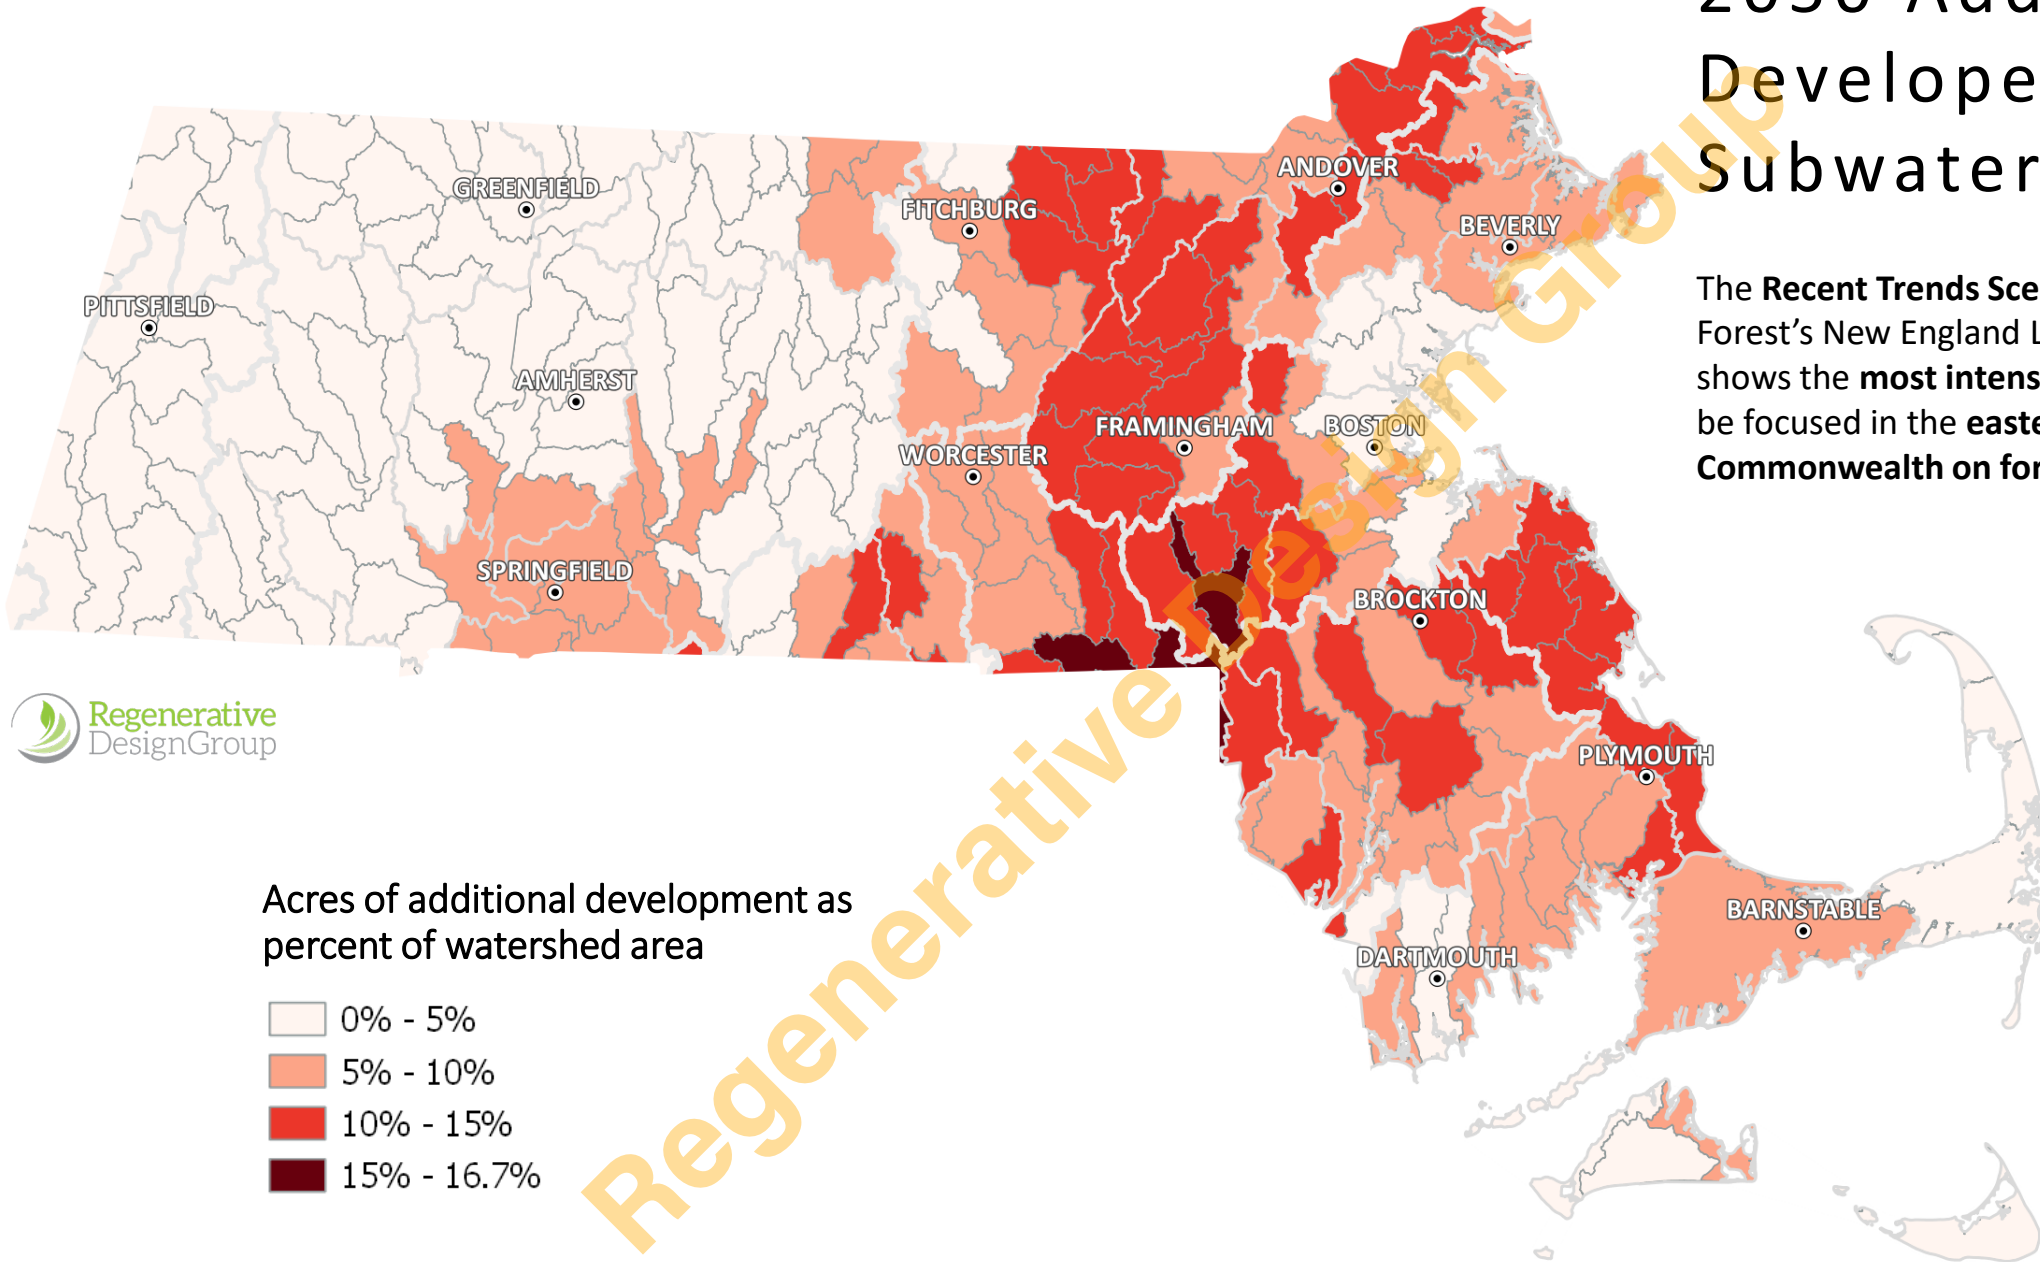 Develope
Subwater
The Recent Trends Sce
Forest's New England L
shows the most intens
be focused in the easte
Commonwealth on for
ANDOVER
GREENFIELD
FITCHBURG
BEVERLY
PITTSFIELD
AMHERST
FRAMINGHAM
BOSTON
WORCESTER
SPRINGFIELD
BROCKTON
PLYMOUTH
BARNSTABLE
DARTMOUTH
Regenerative
DesignGroup
Acres of additional development as
percent of watershed area
0% - 5%
5% - 10%
10% - 15%
15% - 16.7%
Regenerative Design Group